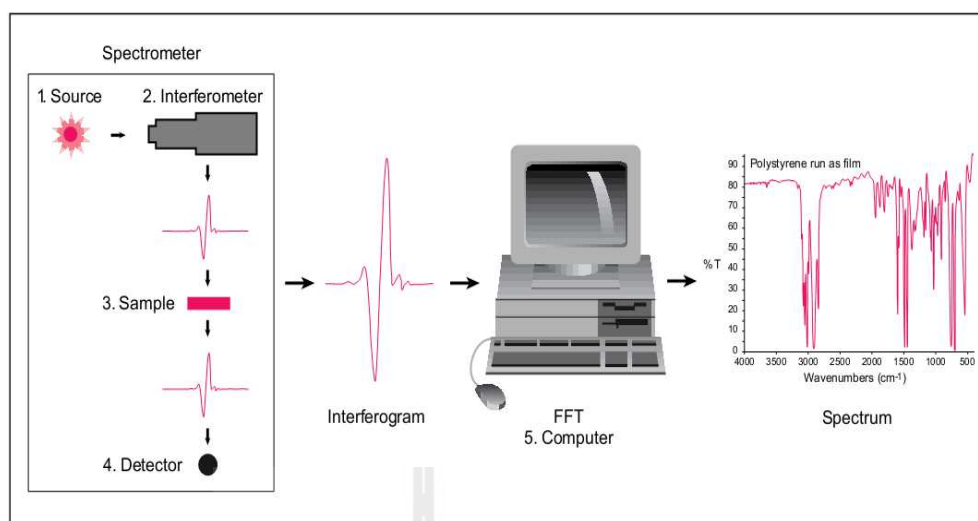 Spectrometer
1. Source
2. Interferometer
3. Sample
4. Detector
Interferogram
FFT
5. Computer
Polystyrene run as film
%T
90
80
70
60
50
40
30
20
10
0
4000 3000 2500 2000 1500 1000 500
Wavenumbers (cm-1)
Spectrum